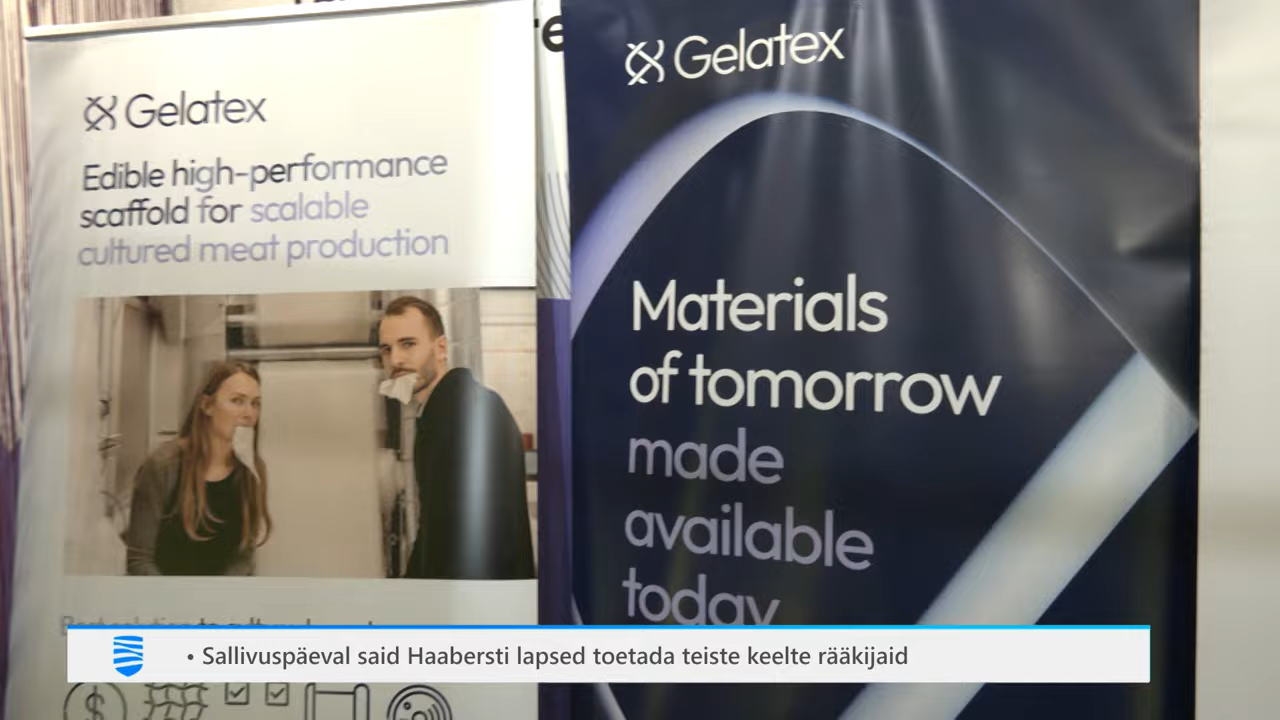 Gelatex
Edible high-performance
scaffold for scalable
cultured meat production
Gelatex
Materials
of tomorrow
made
available
today
• Sallivuspäeval said Haabersti lapsed toetada teiste keelte rääkijaid